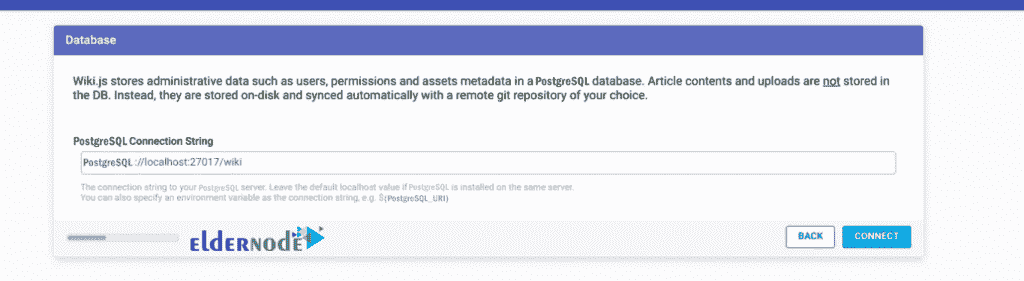 Database
Wiki.js stores administrative data such as users, permissions and assets metadata in a PostgreSQL database. Article contents and uploads are not stored in
the DB. Instead, they are stored on-disk and synced automatically with a remote git repository of your choice.
PostgreSQL Connection String
PostgreSQL://localhost:27017/wiki
The connection string to your PostgreSQL server. Leave the default localhost value if PostgreSQL is installed on the same server.
You can also specify an environment variable as the connection string, e.g. $(PostgreSQL_URI)
elderNode
BACK
CONNECT